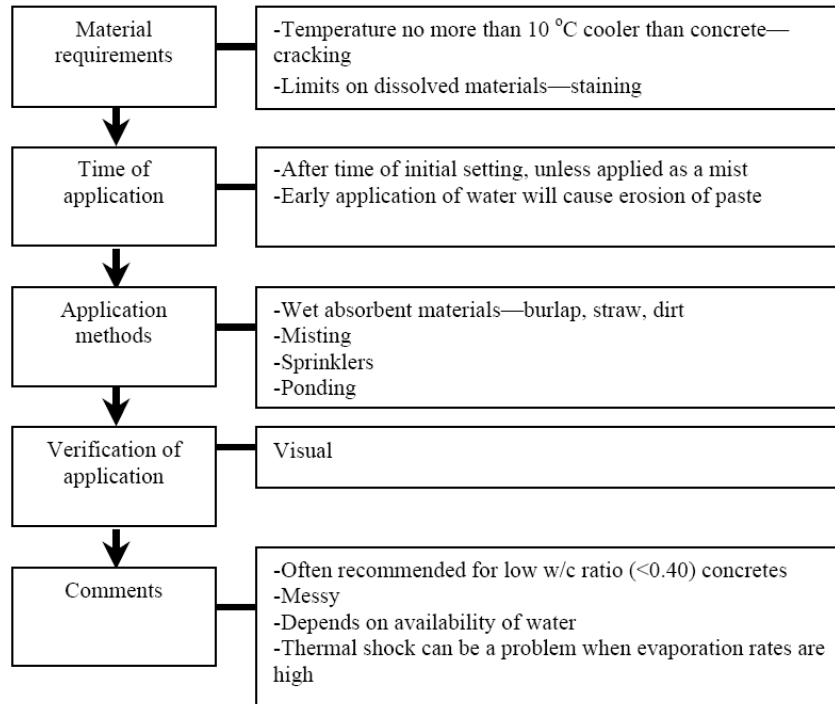 Material
requirements
-Temperature no more than 10 °C cooler than concrete—
cracking
-Limits on dissolved materials—staining
Time of
application
-After time of initial setting, unless applied as a mist
-Early application of water will cause erosion of paste
Application
methods
-Wet absorbent materials—burlap, straw, dirt
-Misting
-Sprinklers
-Ponding
Verification of
application
Visual
Comments
-Often recommended for low w/c ratio (<0.40) concretes
-Messy
-Depends on availability of water
-Thermal shock can be a problem when evaporation rates are
high